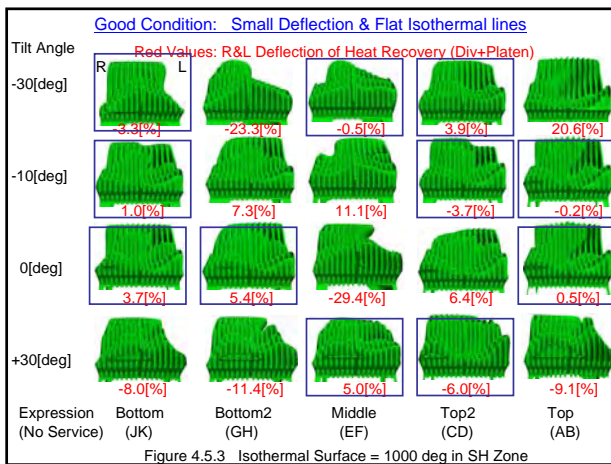 Good Condition: Small Deflection & Flat Isothermal lines
Tilt Angle
Red Values: R&L Deflection of Heat Recovery (Div+Platen)
R L
-30[deg]
-3.3[%] -23.3[%] -0.5[%] 3.9[%] 20.6[%]
-10[deg]
1.0[%] 7.3[%] 11.1[%] -3.7[%] -0.2[%]
0[deg]
3.7[%] 5.4[%] -29.4[%] 6.4[%] 0.5[%]
+30[deg]
-8.0[%] -11.4[%] 5.0[%] -6.0[%] -9.1[%]
Expression Bottom Bottom2 Middle Top2 Top
(No Service) (JK) (GH) (EF) (CD) (AB)
Figure 4.5.3 Isothermal Surface = 1000 deg in SH Zone